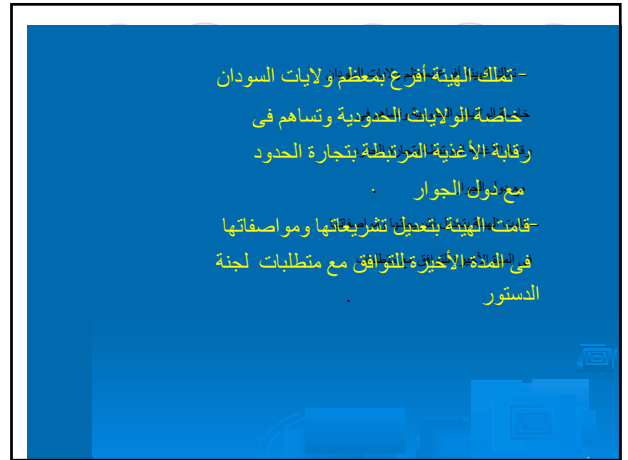 - تملك الهيئة أفرع بمعظم ولايات السودان
خاصة الولايات الحدودية وتساهم فى
رقابة الأغذية المرتبطة بتجارة الحدود
مع دول الجوار .
-قامت الهيئة بتعديل تشريعاتها ومواصفاتها
فى المدة الأخيرة للتوافق مع متطلبات لجنة
الدستور .